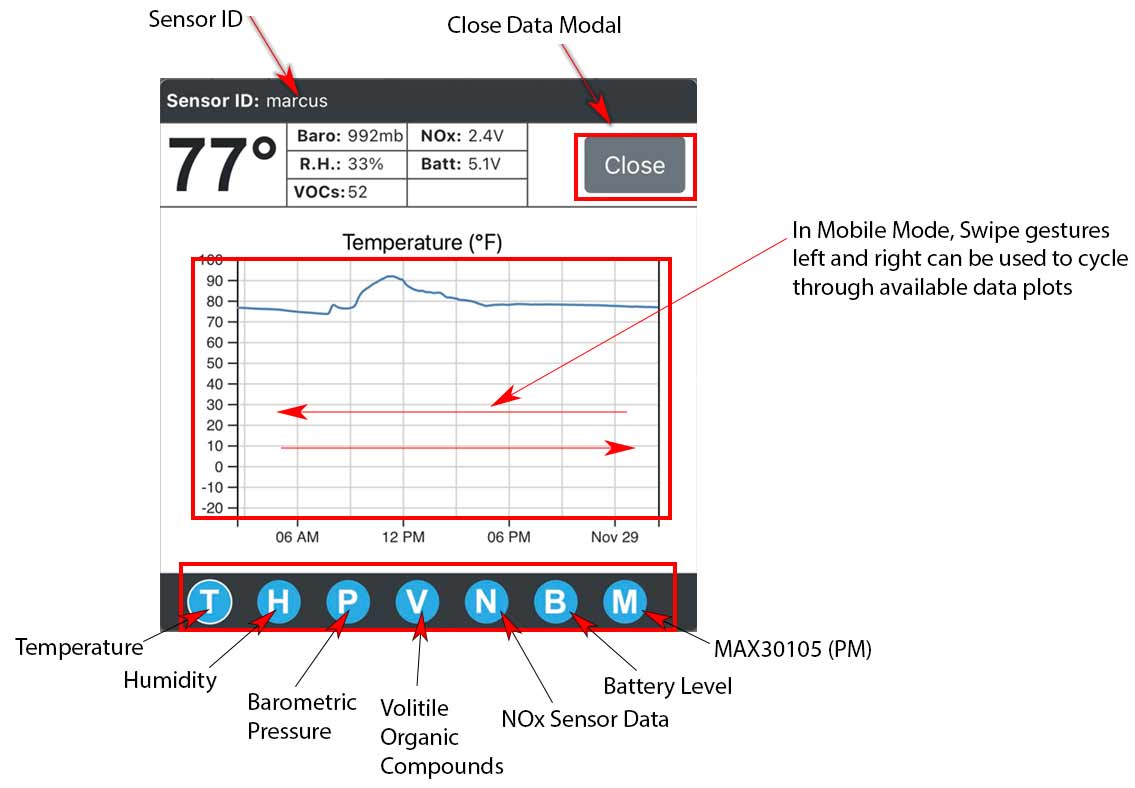 Sensor ID
Close Data Modal
Sensor ID: marcus
77°
Baro: 992mb
NOx: 2.4V
R.H.: 33%
Batt: 5.1V
VOCs: 52
Close
In Mobile Mode, Swipe gestures
left and right can be used to cycle
through available data plots
Temperature (°F)
100
90
80
70
60
50
40
30
20
10
0
-10
-20
06 AM
12 PM
06 PM
Nov 29
T
H
P
V
N
B
M
Temperature
Humidity
Barometric
Pressure
Volitile
Organic
Compounds
NOx Sensor Data
Battery Level
MAX30105 (PM)